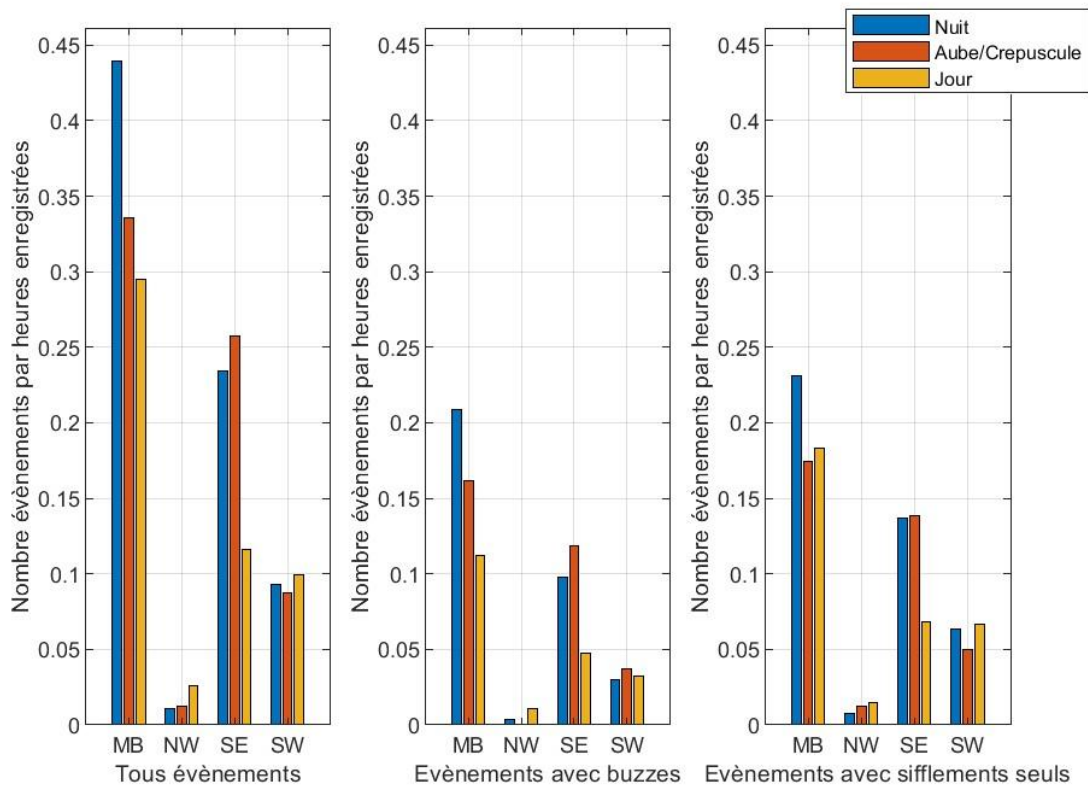 Nuit
Aube/Crepuscule
Jour
Nombre évènements par heures enregistrées
0.45
0.4
0.35
0.3
0.25
0.2
0.15
0.1
0.05
0
MB NW SE SW
Tous évènements
Nombre évènements par heures enregistrées
0.45
0.4
0.35
0.3
0.25
0.2
0.15
0.1
0.05
0
MB NW SE SW
Evènements avec buzzes
Nombre évènements par heures enregistrées
0.45
0.4
0.35
0.3
0.25
0.2
0.15
0.1
0.05
0
MB NW SE SW
Evènements avec sifflements seuls